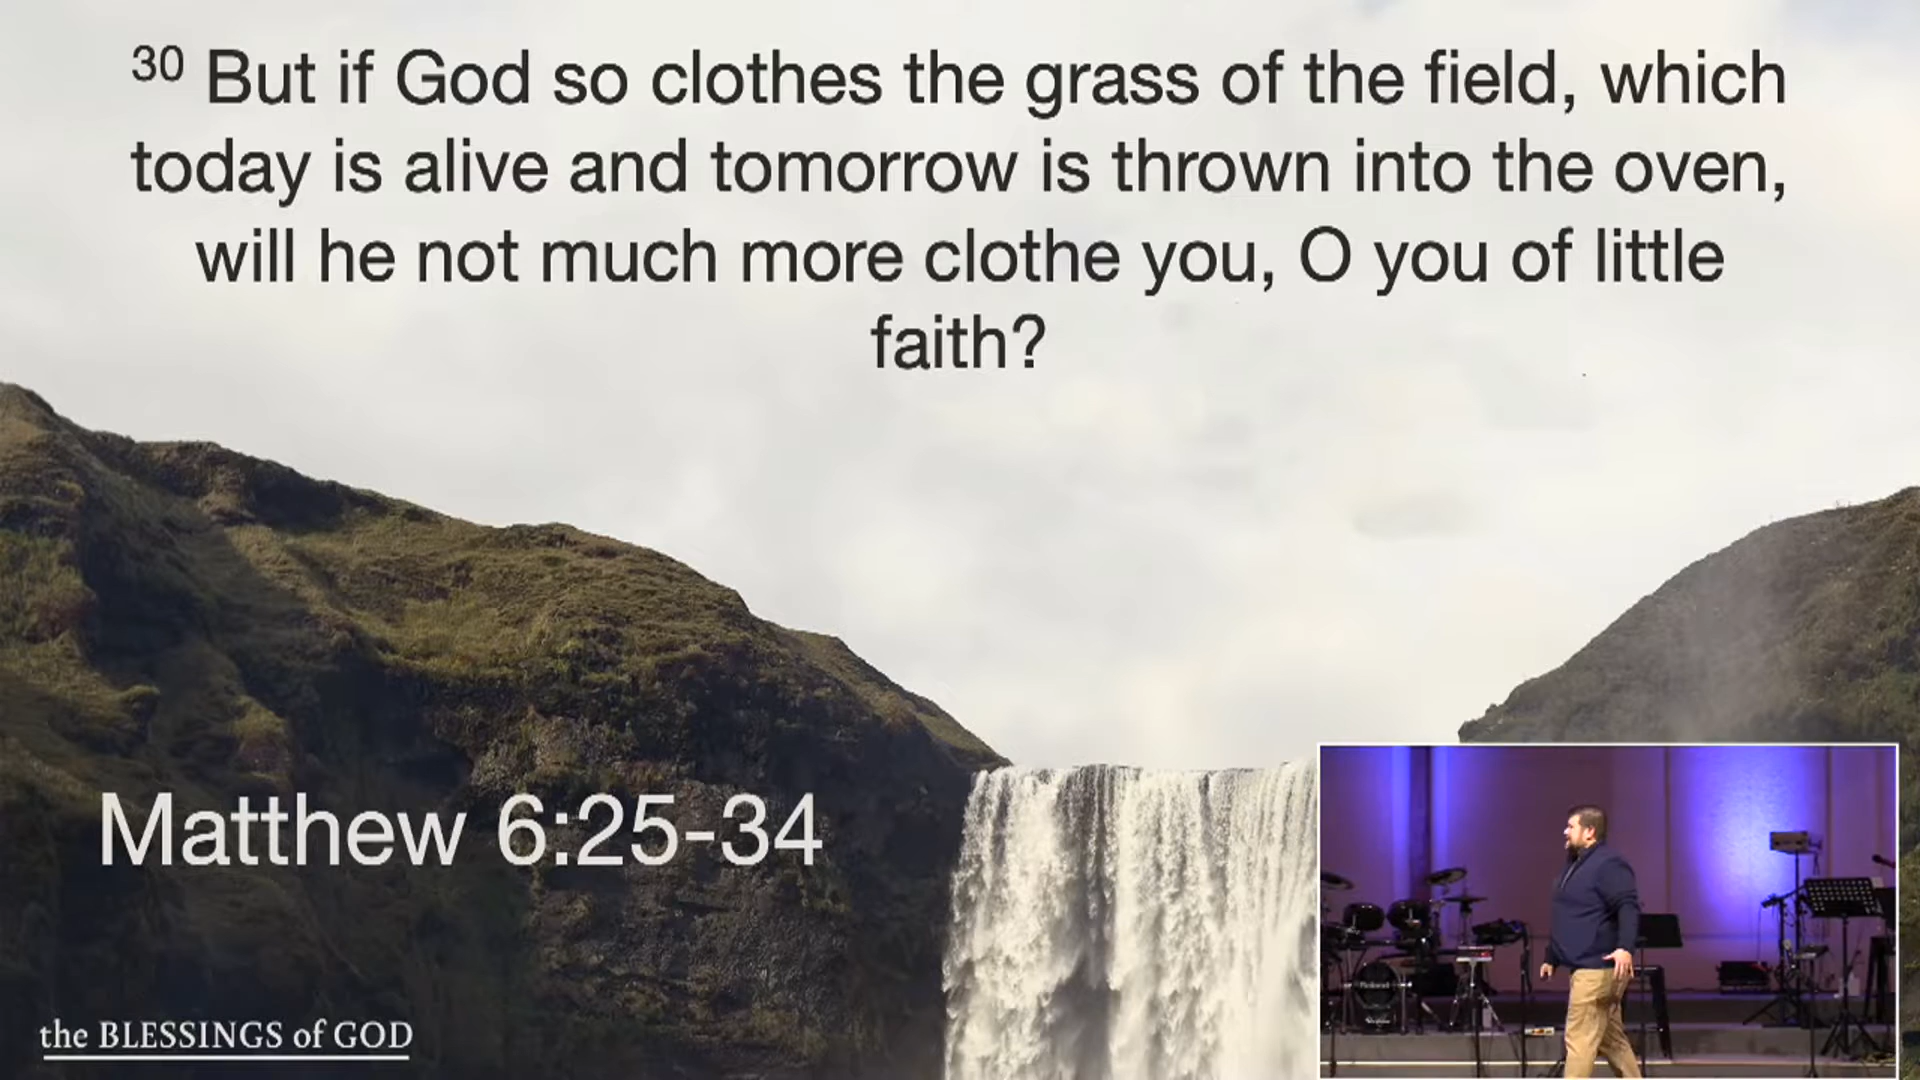 30 But if God so clothes the grass of the field, which
today is alive and tomorrow is thrown into the oven,
will he not much more clothe you, O you of little
faith?
Matthew 6:25-34
the BLESSINGS of GOD